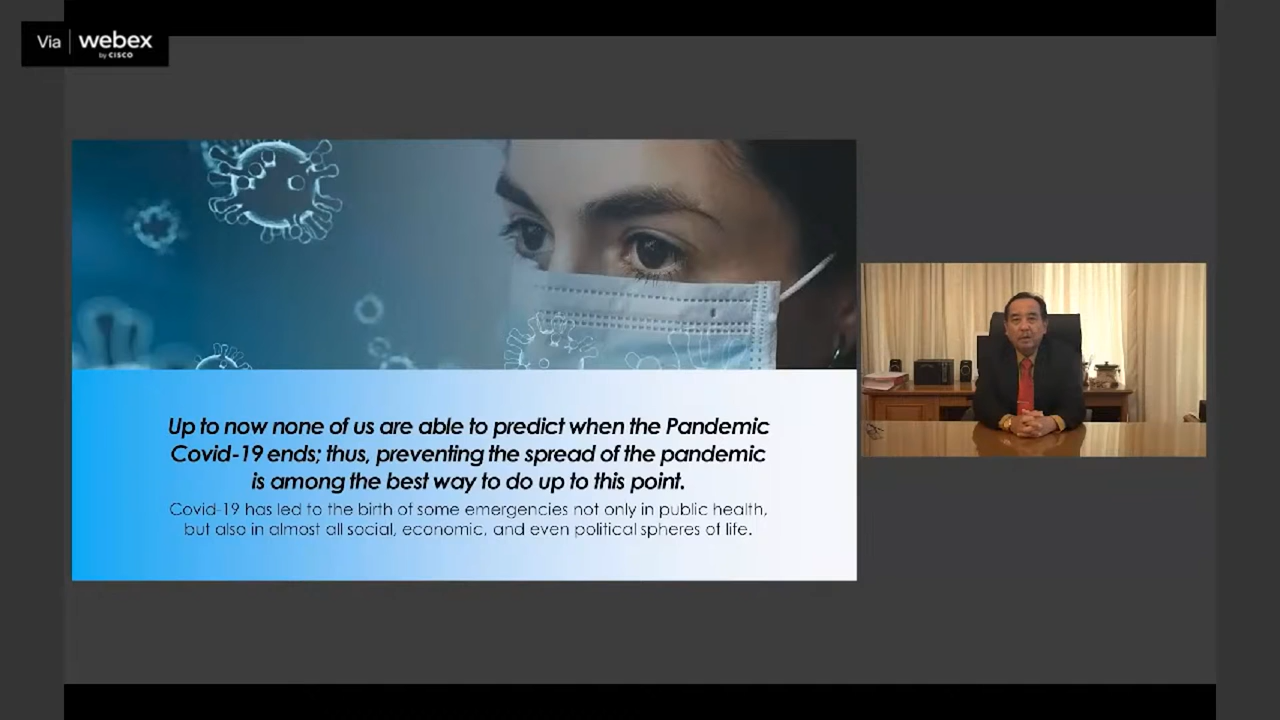 Via webex
by CISCO
Up to now none of us are able to predict when the Pandemic
Covid-19 ends; thus, preventing the spread of the pandemic
is among the best way to do up to this point.
Covid-19 has led to the birth of some emergencies not only in public health,
but also in almost all social, economic, and even political spheres of life.